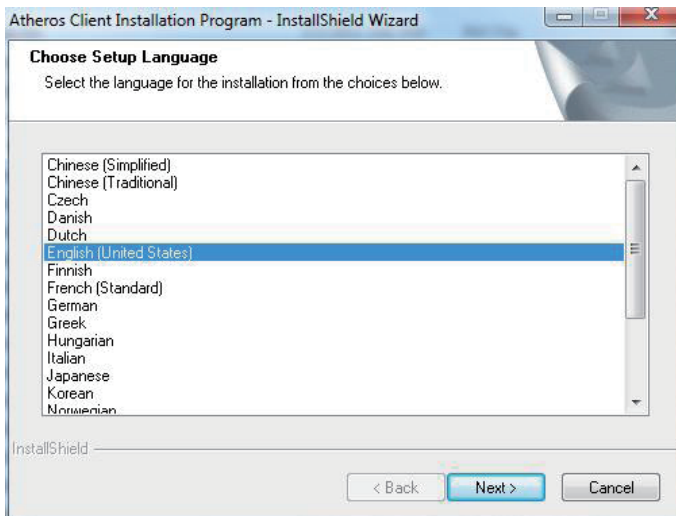 Atheros Client Installation Program - InstallShield Wizard
Choose Setup Language
Select the language for the installation from the choices below.
Chinese (Simplified)
Chinese (Traditional)
Czech
Danish
Dutch
English (United States)
Finnish
French (Standard)
German
Greek
Hungarian
Italian
Japanese
Korean
Norwegian
InstallShield
< Back
Next >
Cancel